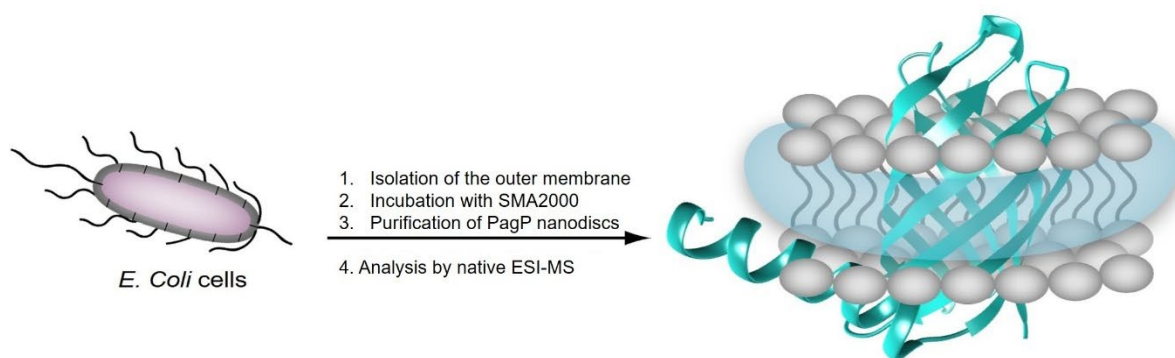 1. Isolation of the outer membrane
2. Incubation with SMA2000
3. Purification of PagP nanodiscs
4. Analysis by native ESI-MS
E. Coli cells